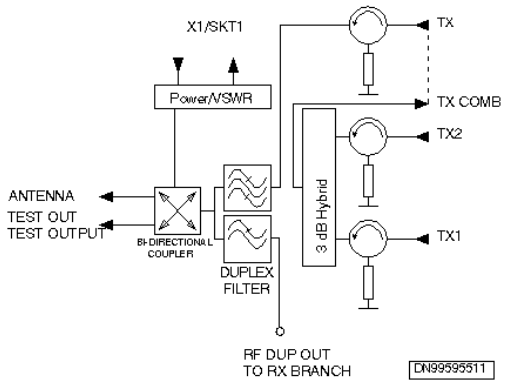 X1/SKT1
TX
Power/VSWR
TX COMB
TX2
3 dB Hybrid
ANTENNA
TEST OUT
TEST OUTPUT
BI-DIRECTIONAL
COUPLER
TX1
DUPLEX
FILTER
RF DUP OUT
TO RX BRANCH
DN99595511